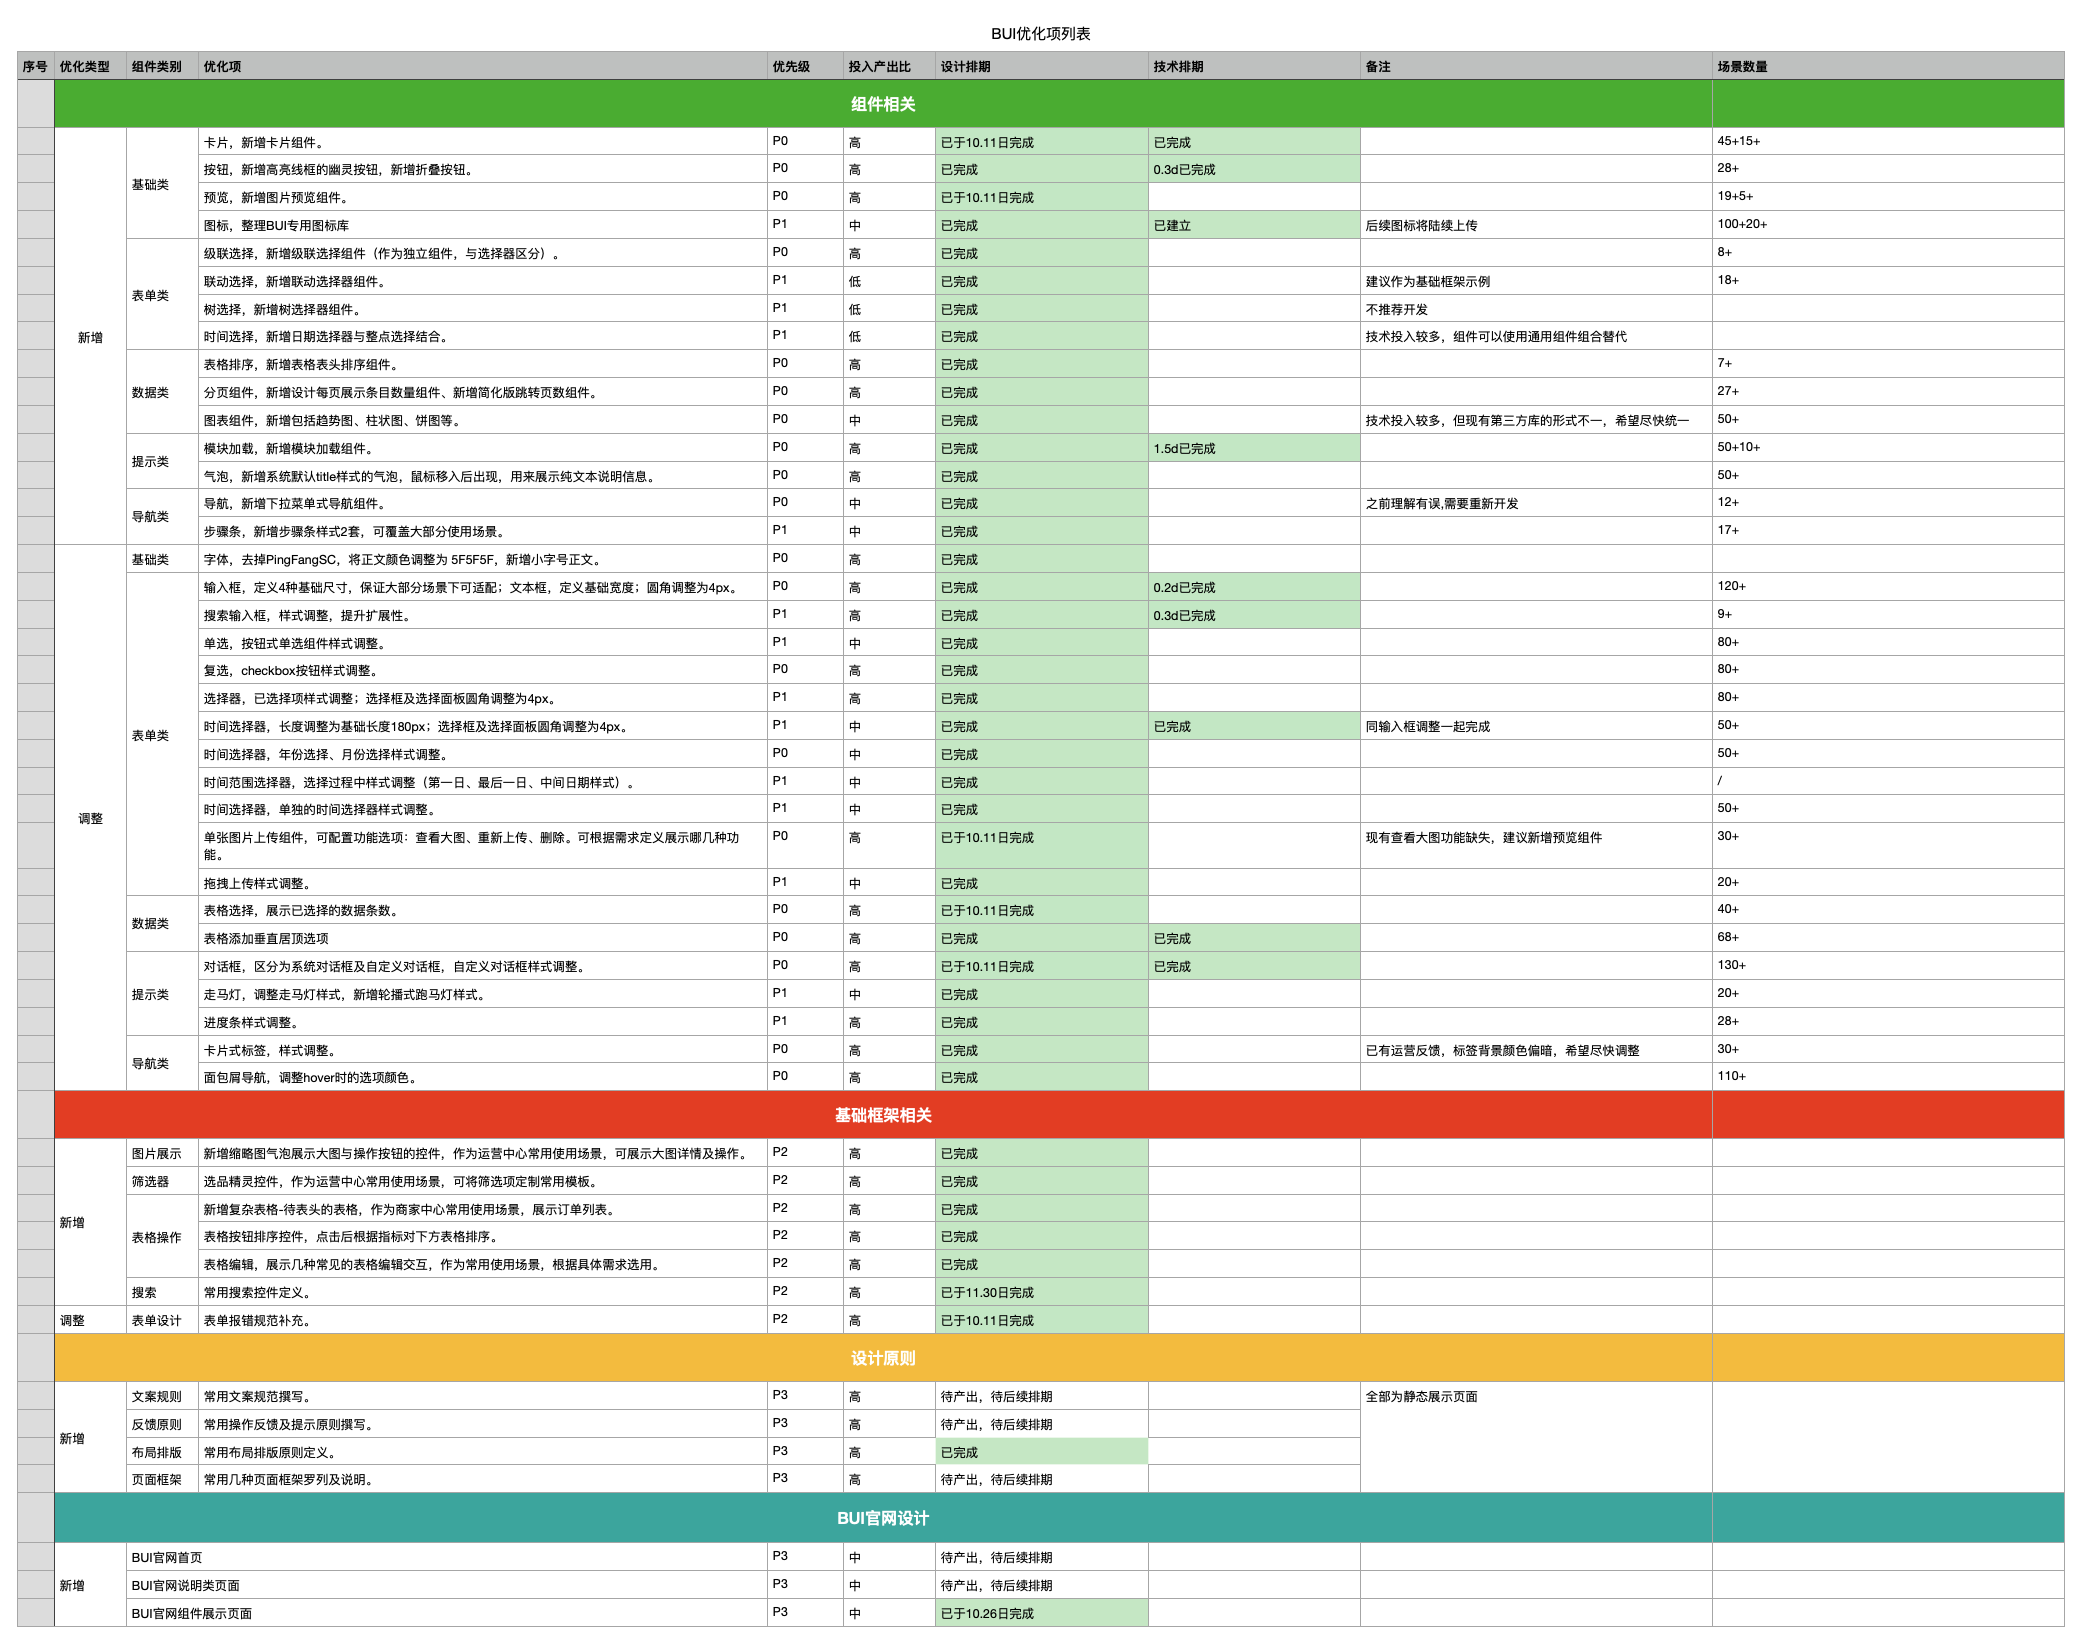 BUI优化项列表
序号 优化类型 组件类别 优化项 优先级 投入产出比 设计排期 技术排期 备注 场景数量
组件相关
新增 基础类 卡片，新增卡片组件。 P0 高 已于10.11日完成 已完成 45+15+
按钮，新增高亮线框的幽灵按钮，新增折叠按钮。 P0 高 已完成 0.3d已完成 28+
预览，新增图片预览组件。 P0 高 已于10.11日完成 19+5+
图标，整理BUI专用图标库 P1 中 已完成 已建立 后续图标将陆续上传 100+20+
表单类 级联选择，新增级联选择组件（作为独立组件，与选择器区分）。 P0 高 已完成 8+
联动选择，新增联动选择器组件。 P1 低 已完成 建议作为基础框架示例 18+
树选择，新增树选择器组件。 P1 低 已完成 不推荐开发
时间选择，新增日期选择器与整点选择结合。 P1 低 已完成 技术投入较多，组件可以使用通用组件组合替代
数据类 表格排序，新增表格表头排序组件。 P0 高 已完成 7+
分页组件，新增设计每页展示条目数量组件、新增简化版跳转页数组件。 P0 高 已完成 27+
图表组件，新增包括趋势图、柱状图、饼图等。 P0 中 已完成 技术投入较多，但现有第三方库的形式不一，希望尽快统一 50+
提示类 模块加载，新增模块加载组件。 P0 高 已完成 1.5d已完成 50+10+
气泡，新增系统默认title样式的气泡，鼠标移入后出现，用来展示纯文本说明信息。 P0 高 已完成 50+
导航类 导航，新增下拉菜单式导航组件。 P0 中 已完成 之前理解有误,需要重新开发 12+
步骤条，新增步骤条样式2套，可覆盖大部分使用场景。 P1 中 已完成 17+
调整 基础类 字体，去掉PingFangSC，将正文颜色调整为 5F5F5F，新增小字号正文。 P0 高 已完成
表单类 输入框，定义4种基础尺寸，保证大部分场景下可适配；文本框，定义基础宽度；圆角调整为4px。 P0 高 已完成 0.2d已完成 120+
搜索输入框，样式调整，提升扩展性。 P1 高 已完成 0.3d已完成 9+
单选，按钮式单选组件样式调整。 P1 中 已完成 80+
复选，checkbox按钮样式调整。 P0 高 已完成 80+
选择器，已选择项样式调整；选择框及选择面板圆角调整为4px。 P1 高 已完成 80+
时间选择器，长度调整为基础长度180px；选择框及选择面板圆角调整为4px。 P1 中 已完成 已完成 同输入框调整一起完成 50+
时间选择器，年份选择、月份选择样式调整。 P0 中 已完成 50+
时间范围选择器，选择过程中样式调整（第一日、最后一日、中间日期样式）。 P1 中 已完成 /
时间选择器，单独的时间选择器样式调整。 P1 中 已完成 50+
单张图片上传组件，可配置功能选项：查看大图、重新上传、删除。可根据需求定义展示哪几种功 P0 高 已于10.11日完成 现有查看大图功能缺失，建议新增预览组件 30+
能。
拖拽上传样式调整。 P1 中 已完成 20+
数据类 表格选择，展示已选择的数据条数。 P0 高 已于10.11日完成 40+
表格添加垂直居顶选项 P0 高 已完成 已完成 68+
提示类 对话框，区分为系统对话框及自定义对话框，自定义对话框样式调整。 P0 高 已于10.11日完成 已完成 130+
走马灯，调整走马灯样式，新增轮播式跑马灯样式。 P1 中 已完成 20+
进度条样式调整。 P1 高 已完成 28+
导航类 卡片式标签，样式调整。 P0 高 已完成 已有运营反馈，标签背景颜色偏暗，希望尽快调整 30+
面包屑导航，调整hover时的选项颜色。 P0 高 已完成 110+
基础框架相关
新增 图片展示 新增缩略图气泡展示大图与操作按钮的控件，作为运营中心常用使用场景，可展示大图详情及操作。 P2 高 已完成
筛选器 选品精灵控件，作为运营中心常用使用场景，可将筛选项定制常用模板。 P2 高 已完成
表格操作 新增复杂表格-待表头的表格，作为商家中心常用使用场景，展示订单列表。 P2 高 已完成
表格按钮排序控件，点击后根据指标对下方表格排序。 P2 高 已完成
表格编辑，展示几种常见的表格编辑交互，作为常用使用场景，根据具体需求选用。 P2 高 已完成
搜索 常用搜索控件定义。 P2 高 已于11.30日完成
调整 表单设计 表单报错规范补充。 P2 高 已于10.11日完成
设计原则
新增 文案规则 常用文案规范撰写。 P3 高 待产出，待后续排期 全部为静态展示页面
反馈原则 常用操作反馈及提示原则撰写。 P3 高 待产出，待后续排期
布局排版 常用布局排版原则定义。 P3 高 已完成
页面框架 常用几种页面框架罗列及说明。 P3 高 待产出，待后续排期
BUI官网设计
新增 BUI官网首页 P3 中 待产出，待后续排期
BUI官网说明类页面 P3 中 待产出，待后续排期
BUI官网组件展示页面 P3 中 已于10.26日完成